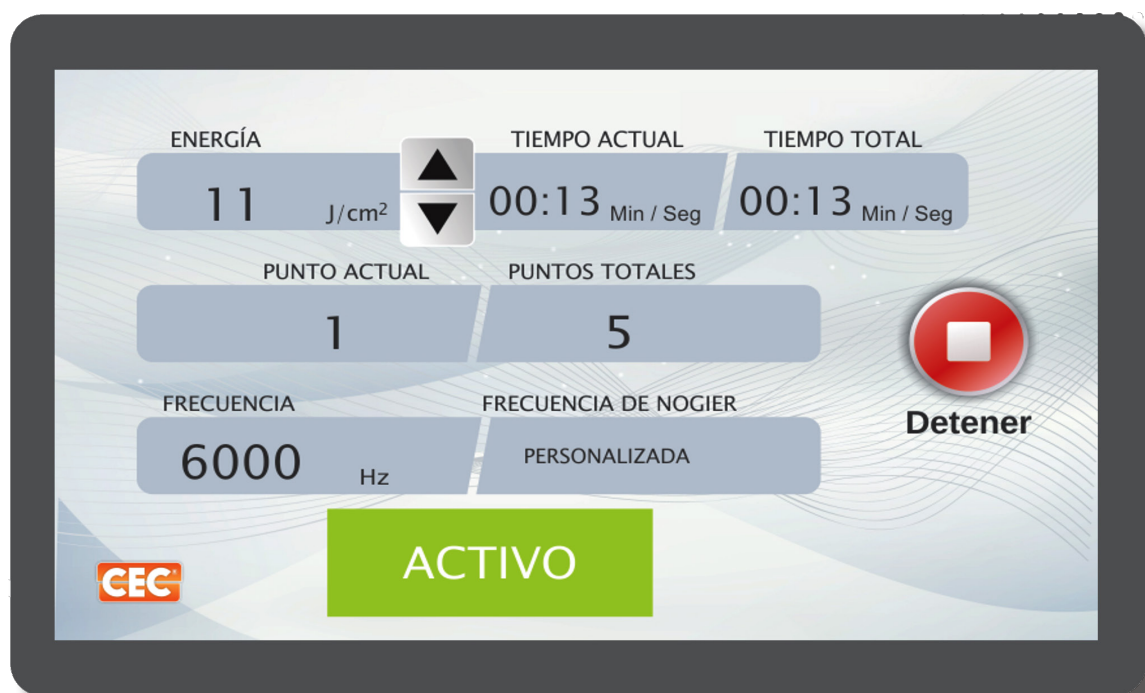 ENERGÍA TIEMPO ACTUAL TIEMPO TOTAL
11 J/cm² 00:13 Min / Seg 00:13 Min / Seg
PUNTO ACTUAL PUNTOS TOTALES
1 5
FRECUENCIA FRECUENCIA DE NOGIER
6000 Hz PERSONALIZADA
Detener
ACTIVO
CEC